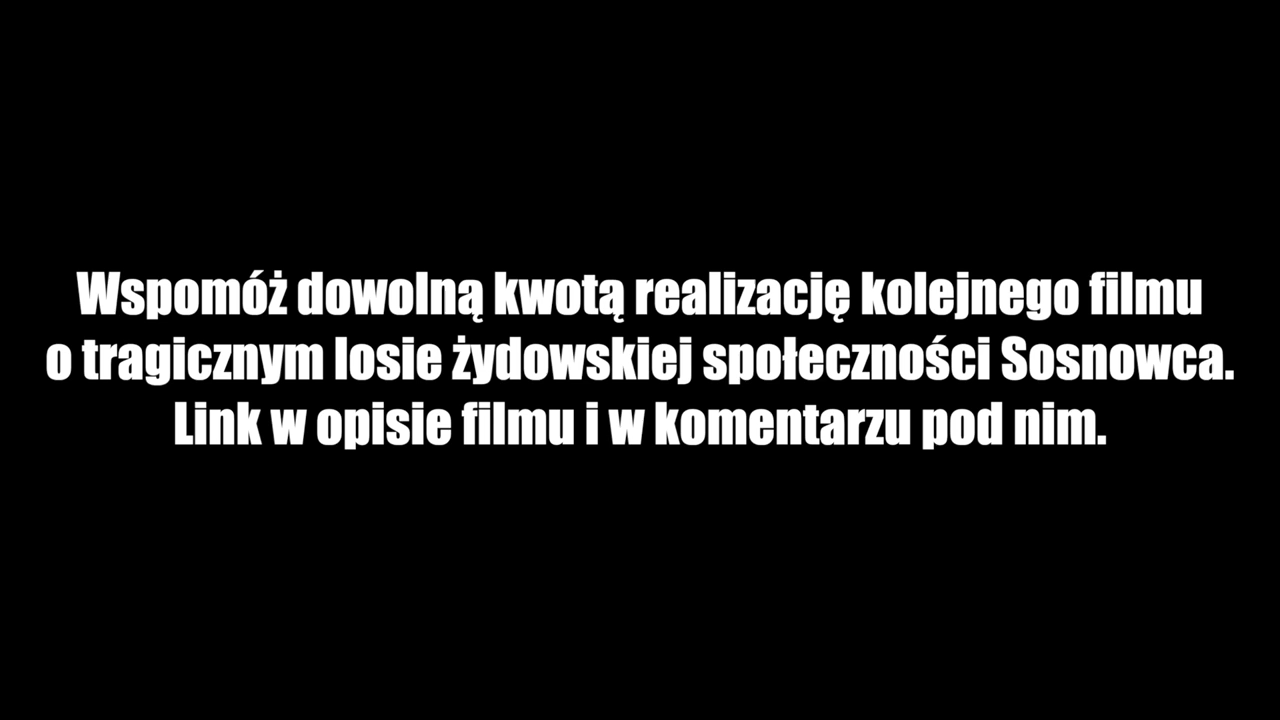 Wspomóż dowolną kwotą realizację kolejnego filmu
o tragicznym losie żydowskiej społeczności Sosnowca.
Link w opisie filmu i w komentarzu pod nim.